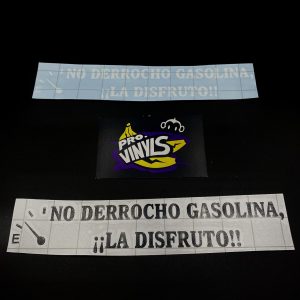 NO DERROCHO GASOLINA,
¡¡LA DISFRUTO!!
PRO.
VINYLS
NO DERROCHO GASOLINA,
E
¡¡LA DISFRUTO!!